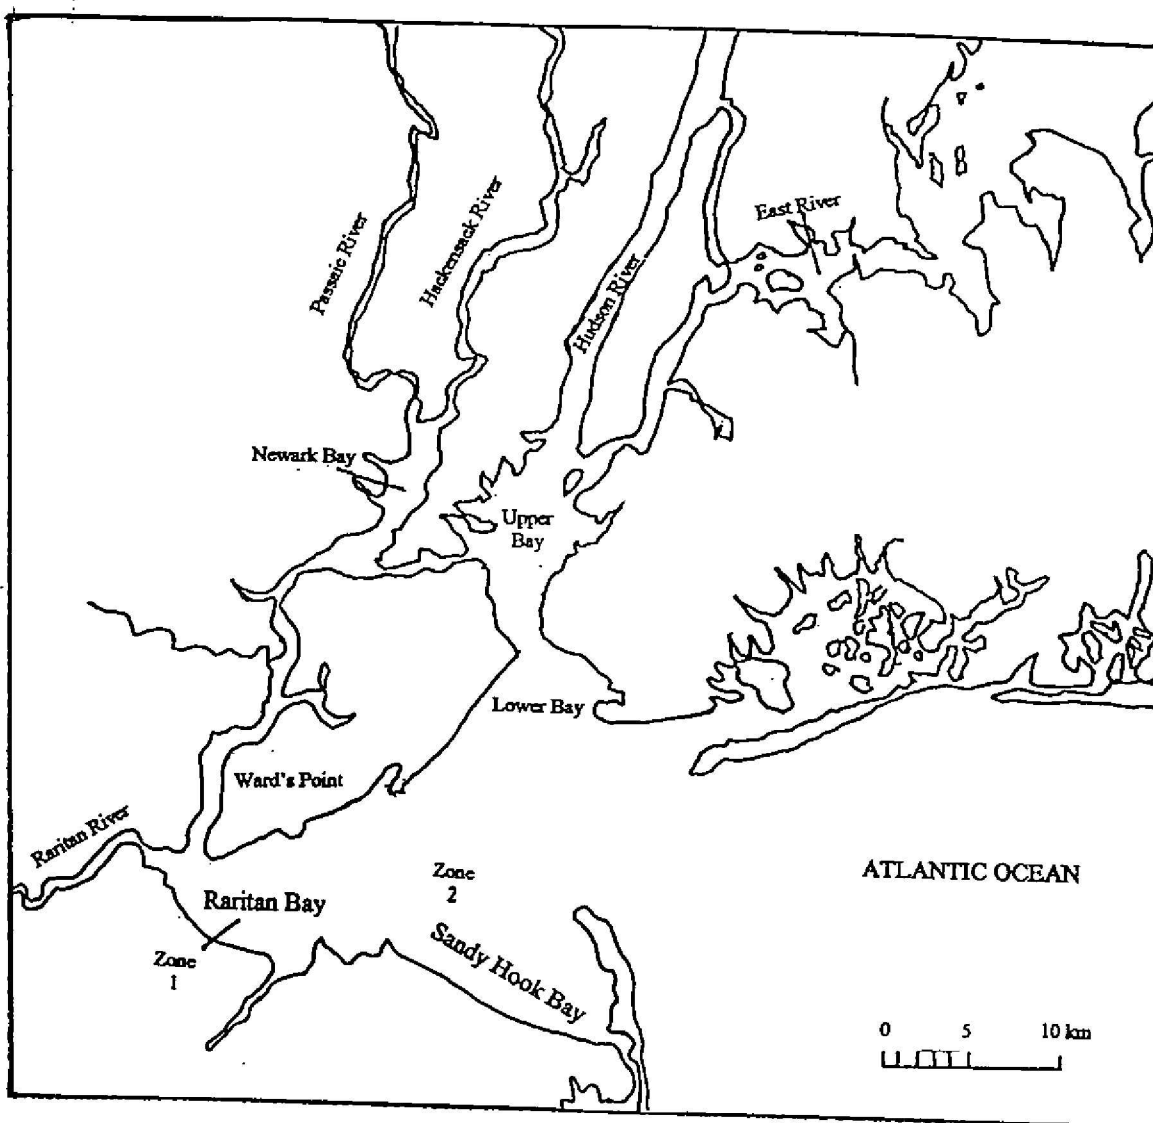 Passaic River
Hackensack River
East River
Hudson River
Newark Bay
Upper
Bay
Lower Bay
Ward's Point
Raritan River
Zone
2
ATLANTIC OCEAN
Raritan Bay
Sandy Hook Bay
Zone
1
0 5 10 km